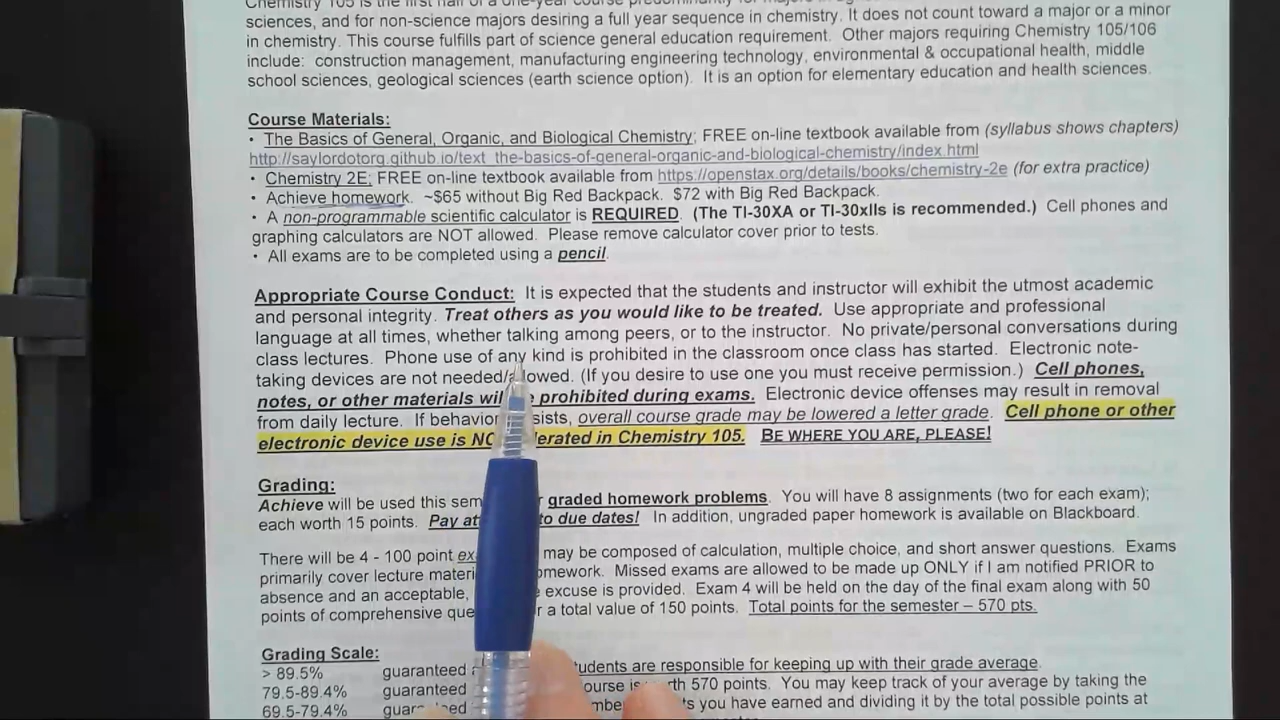 Chemistry 105 is the first half of a one-year course predominantly for majors in
sciences, and for non-science majors desiring a full year sequence in chemistry. It does not count toward a major or a minor
in chemistry. This course fulfills part of science general education requirement. Other majors requiring Chemistry 105/106
include: construction management, manufacturing engineering technology, environmental & occupational health, middle
school sciences, geological sciences (earth science option). It is an option for elementary education and health sciences.
Course Materials:
• The Basics of General, Organic, and Biological Chemistry; FREE on-line textbook available from (syllabus shows chapters)
http://saylordotorg.github.io/text_the-basics-of-general-organic-and-biological-chemistry/index.html
• Chemistry 2E; FREE on-line textbook available from https://openstax.org/details/books/chemistry-2e (for extra practice)
• Achieve homework. ~$65 without Big Red Backpack. $72 with Big Red Backpack.
• A non-programmable scientific calculator is REQUIRED. (The TI-30XA or TI-30xIIs is recommended.) Cell phones and
graphing calculators are NOT allowed. Please remove calculator cover prior to tests.
• All exams are to be completed using a pencil.
Appropriate Course Conduct: It is expected that the students and instructor will exhibit the utmost academic
and personal integrity. Treat others as you would like to be treated. Use appropriate and professional
language at all times, whether talking among peers, or to the instructor. No private/personal conversations during
class lectures. Phone use of any kind is prohibited in the classroom once class has started. Electronic note-
taking devices are not needed/allowed. (If you desire to use one you must receive permission.) Cell phones,
notes, or other materials will be prohibited during exams. Electronic device offenses may result in removal
from daily lecture. If behavior sists, overall course grade may be lowered a letter grade. Cell phone or other
electronic device use is NO lerated in Chemistry 105. BE WHERE YOU ARE, PLEASE!
Grading:
Achieve will be used this sem r graded homework problems. You will have 8 assignments (two for each exam);
each worth 15 points. Pay at to due dates! In addition, ungraded paper homework is available on Blackboard.
There will be 4 - 100 point ex may be composed of calculation, multiple choice, and short answer questions. Exams
primarily cover lecture materi omework. Missed exams are allowed to be made up ONLY if I am notified PRIOR to
absence and an acceptable, excuse is provided. Exam 4 will be held on the day of the final exam along with 50
points of comprehensive que r a total value of 150 points. Total points for the semester – 570 pts.
Grading Scale:
> 89.5% guaranteed tudents are responsible for keeping up with their grade average.
79.5-89.4% guaranteed ourse is rth 570 points. You may keep track of your average by taking the
69.5-79.4% you have earned and dividing it by the total possible points at